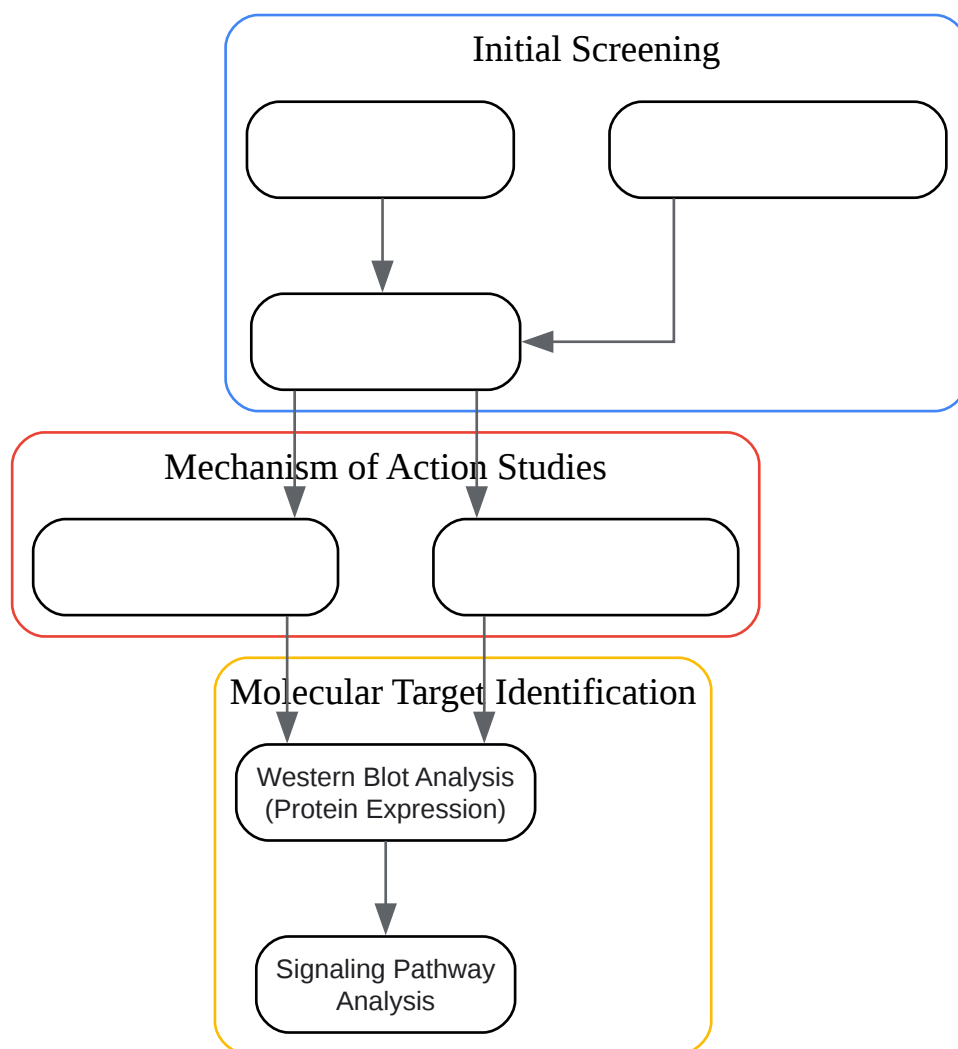 Initial Screening
Mechanism of Action Studies
Molecular Target Identification
Western Blot Analysis
(Protein Expression)
Signaling Pathway
Analysis